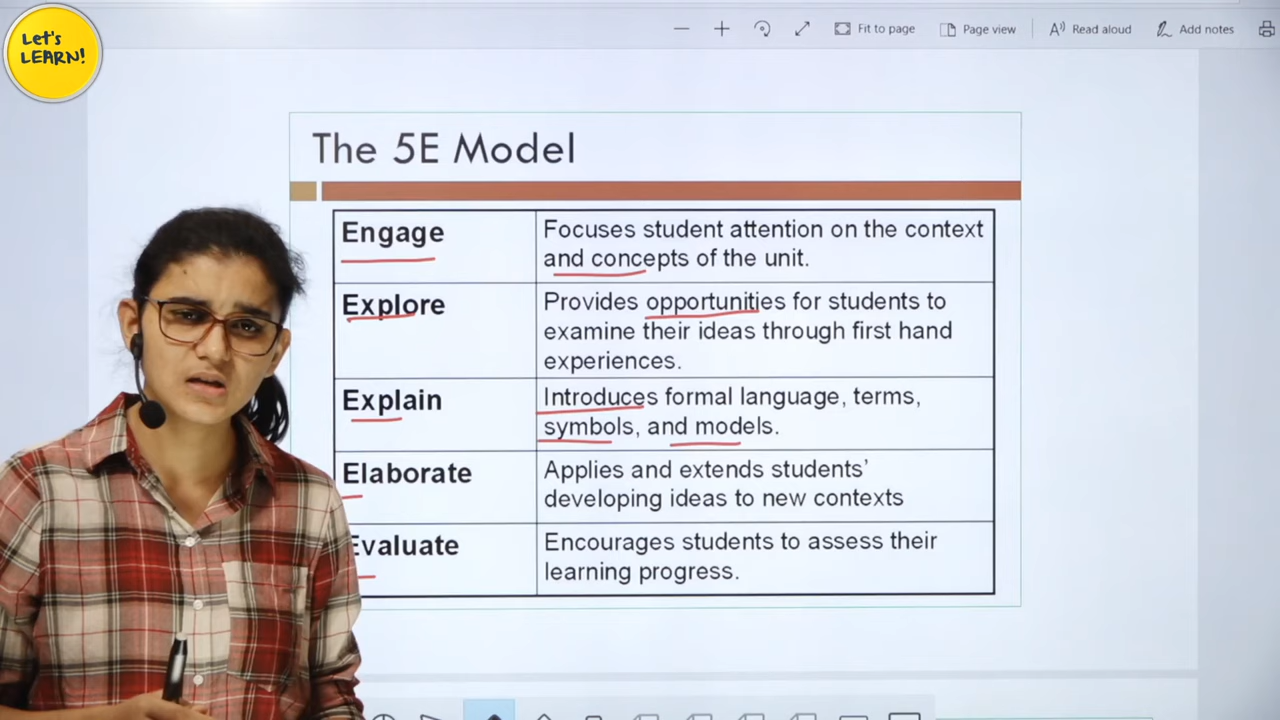 Let's
LEARN!
Fit to page
Page view
Read aloud
Add notes
The 5E Model
Engage
Focuses student attention on the context
and concepts of the unit.
Explore
Provides opportunities for students to
examine their ideas through first hand
experiences.
Explain
Introduces formal language, terms,
symbols, and models.
Elaborate
Applies and extends students’
developing ideas to new contexts
Evaluate
Encourages students to assess their
learning progress.